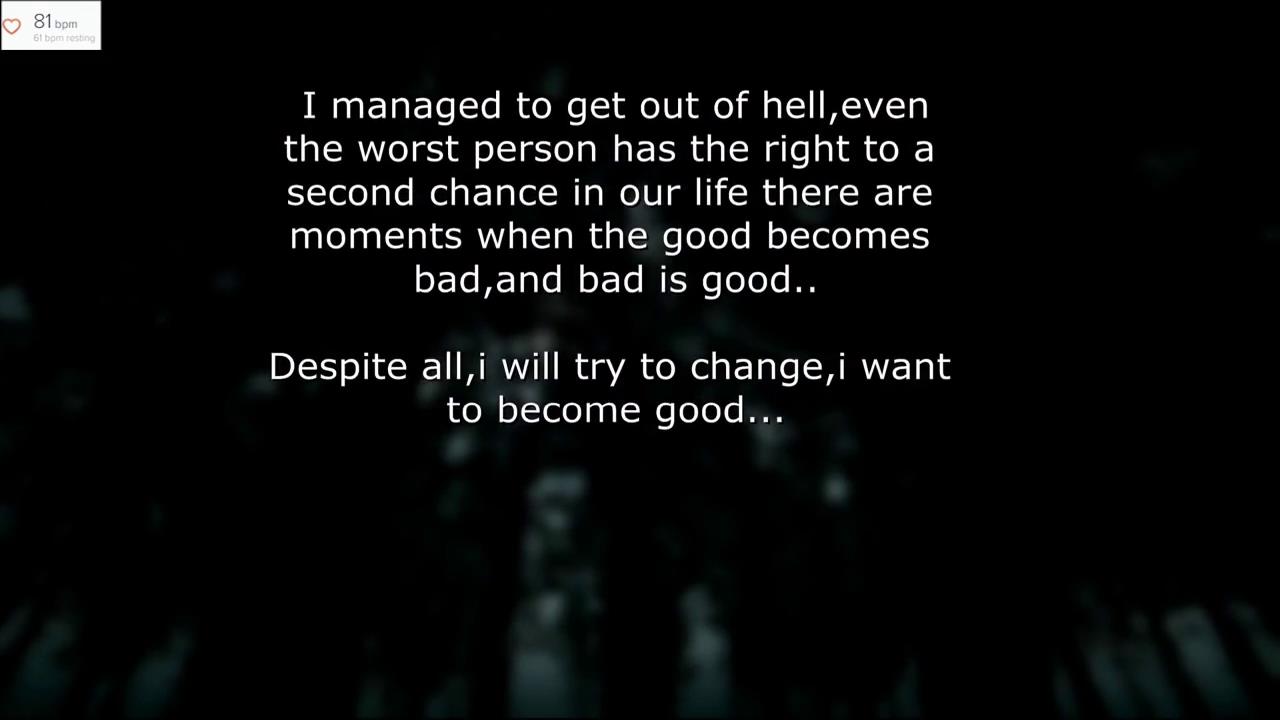 81 bpm
61 bpm resting
I managed to get out of hell,even
the worst person has the right to a
second chance in our life there are
moments when the good becomes
bad,and bad is good..
Despite all,i will try to change,i want
to become good...